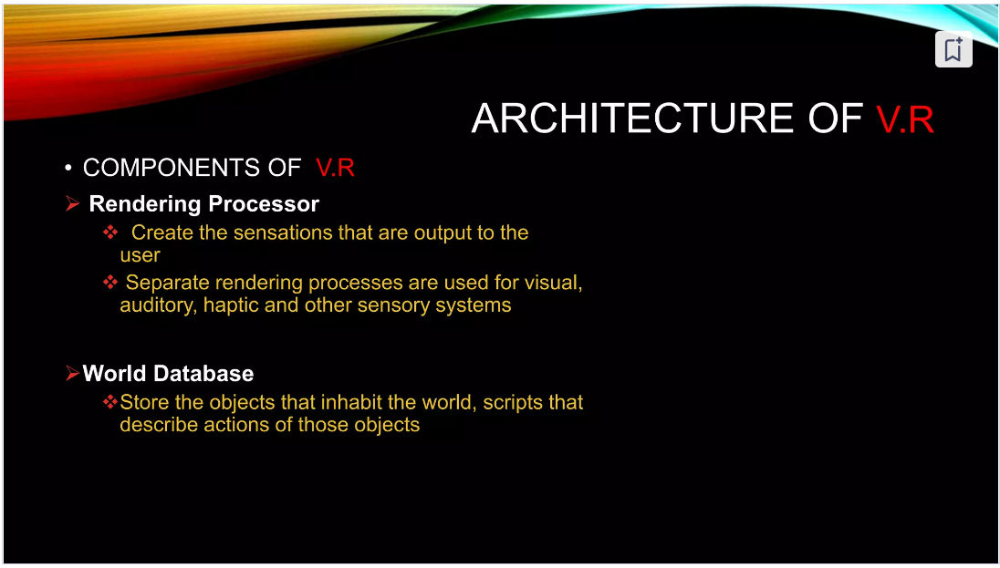 ARCHITECTURE OF V.R
• COMPONENTS OF V.R
➢ Rendering Processor
❖ Create the sensations that are output to the
user
❖ Separate rendering processes are used for visual,
auditory, haptic and other sensory systems
➢World Database
❖Store the objects that inhabit the world, scripts that
describe actions of those objects